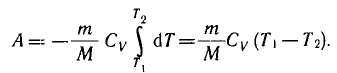 A = − m/M C_V ∫_{T_1}^{T_2} dT = m/M C_V (T_1 − T_2).